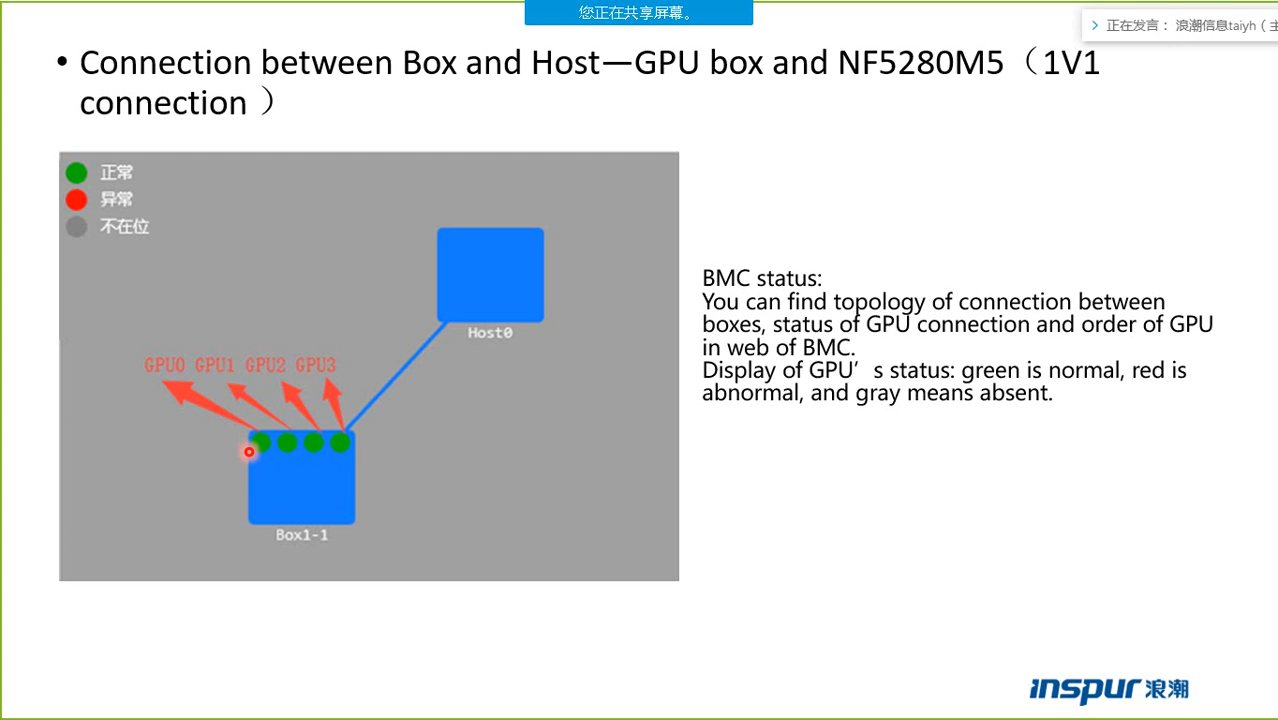 您正在共享屏幕。
正在发言： 浪潮信息taiyh（主
• Connection between Box and Host—GPU box and NF5280M5（1V1
connection ）
正常
异常
不在位
Host0
GPU0 GPU1 GPU2 GPU3
Box1-1
BMC status:
You can find topology of connection between
boxes, status of GPU connection and order of GPU
in web of BMC.
Display of GPU’s status: green is normal, red is
abnormal, and gray means absent.
inspur 浪潮